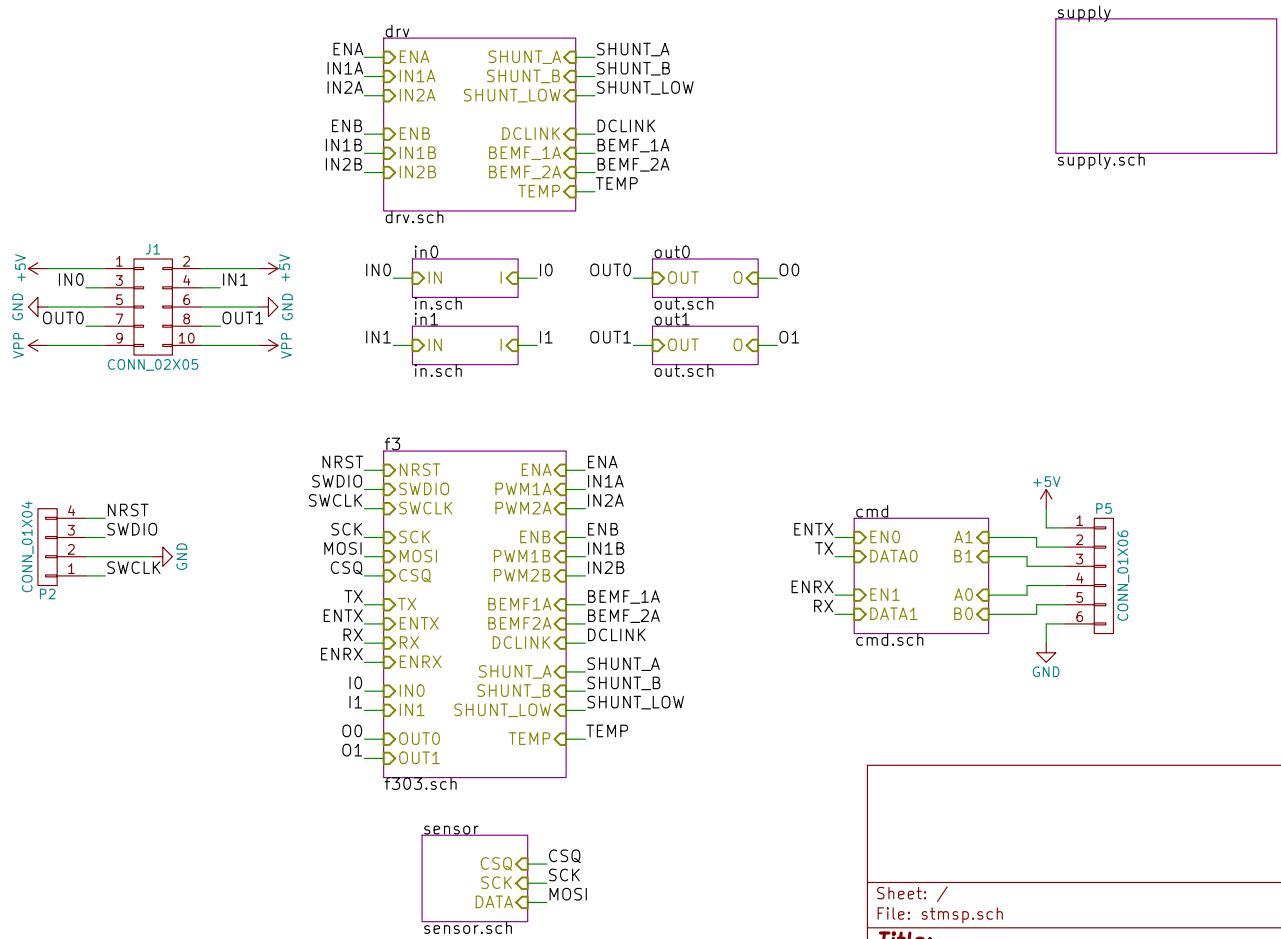 supply
supply.sch
drv
ENA ENA SHUNT_A SHUNT_A
IN1A IN1A SHUNT_B SHUNT_B
IN2A IN2A SHUNT_LOW SHUNT_LOW
ENB ENB DCLINK DCLINK
IN1B IN1B BEMF_1A BEMF_1A
IN2B IN2B BEMF_2A BEMF_2A
TEMP TEMP
drv.sch
J1
+5V 1 2 +5V
IN0 3 4 IN1
GND 5 6 GND
OUT0 7 8 OUT1
VPP 9 10 VPP
CONN_02X05
in0
IN0 IN I I0
in.sch
in1
IN1 IN I I1
in.sch
out0
OUT0 OUT O O0
out.sch
out1
OUT1 OUT O O1
out.sch
CONN_01X04
4 NRST
3 SWDIO
2 GND
1 SWCLK
P2
f3
NRST NRST ENA ENA
SWDIO SWDIO PWM1A IN1A
SWCLK SWCLK PWM2A IN2A
SCK SCK ENB ENB
MOSI MOSI PWM1B IN1B
CSQ CSQ PWM2B IN2B
TX TX BEMF1A BEMF_1A
ENTX ENTX BEMF2A BEMF_2A
RX RX DCLINK DCLINK
ENRX ENRX SHUNT_A SHUNT_A
I0 IN0 SHUNT_B SHUNT_B
I1 IN1 SHUNT_LOW SHUNT_LOW
O0 OUT0 TEMP TEMP
O1 OUT1
f303.sch
cmd
ENTX EN0 A1
TX DATA0 B1
ENRX EN1 A0
RX DATA1 B0
cmd.sch
+5V
P5
1
2
3
4
5
6
CONN_01X06
GND
sensor
CSQ CSQ
SCK SCK
DATA MOSI
sensor.sch
Sheet: /
File: stmsp.sch
Title: